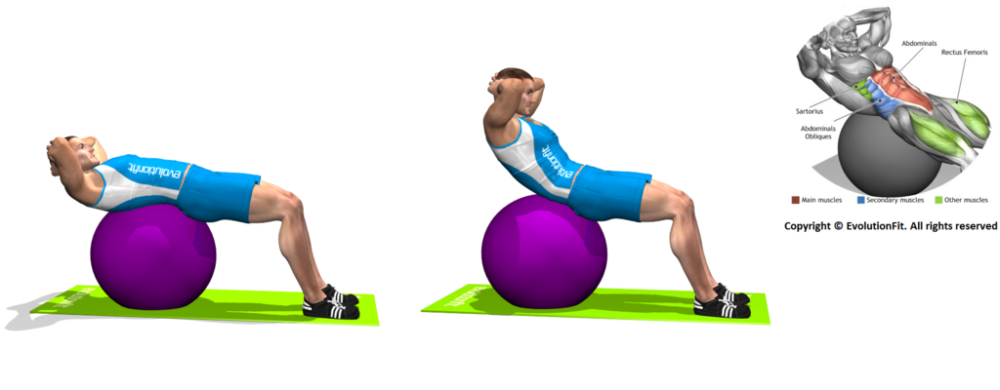 evolutionfit
evolutionfit
Abdominals
Rectus Femoris
Sartorius
Abdominals
Obliques
Main muscles
Secondary muscles
Other muscles
Copyright © EvolutionFit. All rights reserved